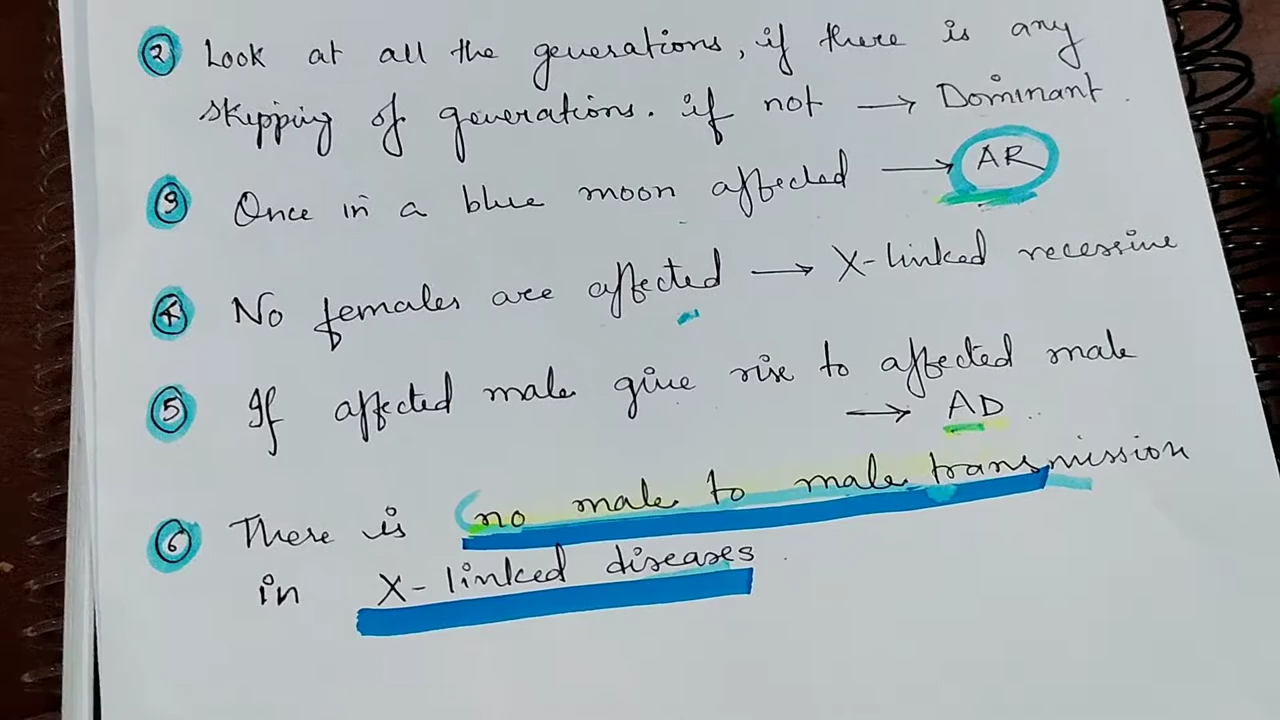 2 Look at all the generations, if there is any
skipping of generations. if not → Dominant.
3 Once in a blue moon affected → AR
4 No females are affected → X-linked recessive
5 If affected male give rise to affected male
→ AD ..
6 There is no male to male transmission
in X-linked diseases.